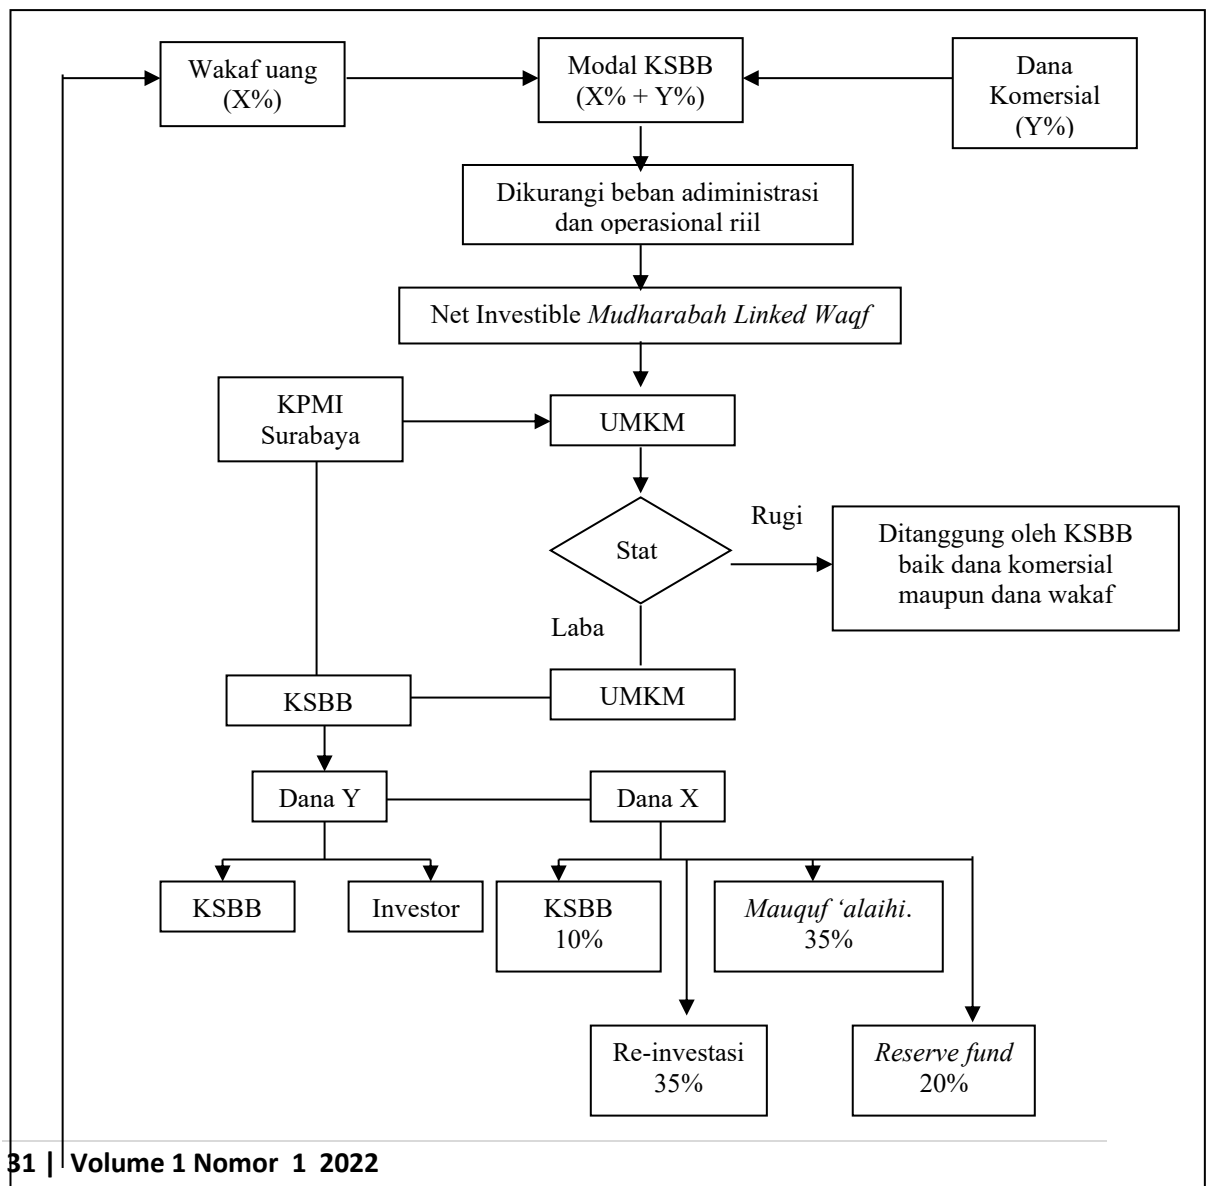 Wakaf uang
(X%)
Modal KSBB
(X% + Y%)
Dana
Komersial
(Y%)
Dikurangi beban adiministrasi
dan operasional riil
Net Investible Mudharabah Linked Waqf
KPMI
Surabaya
UMKM
Stat
Rugi
Ditanggung oleh KSBB
baik dana komersial
maupun dana wakaf
Laba
KSBB
UMKM
Dana Y
Dana X
KSBB
Investor
KSBB
10%
Mauquf ‘alaihi.
35%
Re-investasi
35%
Reserve fund
20%
31 | Volume 1 Nomor 1 2022